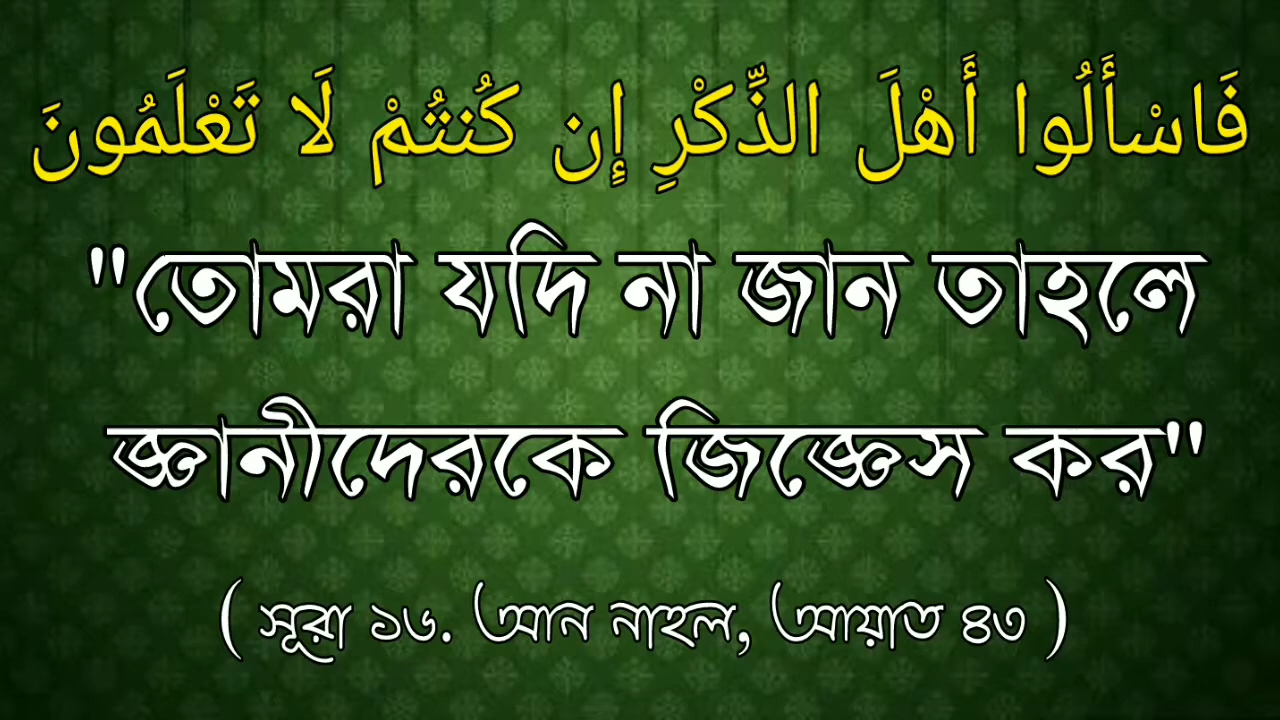 فَاسْأَلُوا أَهْلَ الذِّكْرِ إِن كُنتُمْ لَا تَعْلَمُونَ
"তোমরা যদি না জান তাহলে
জ্ঞানীদেরকে জিজ্ঞেস কর"
( সূরা ১৬. আন নাহল, আয়াত ৪৩ )